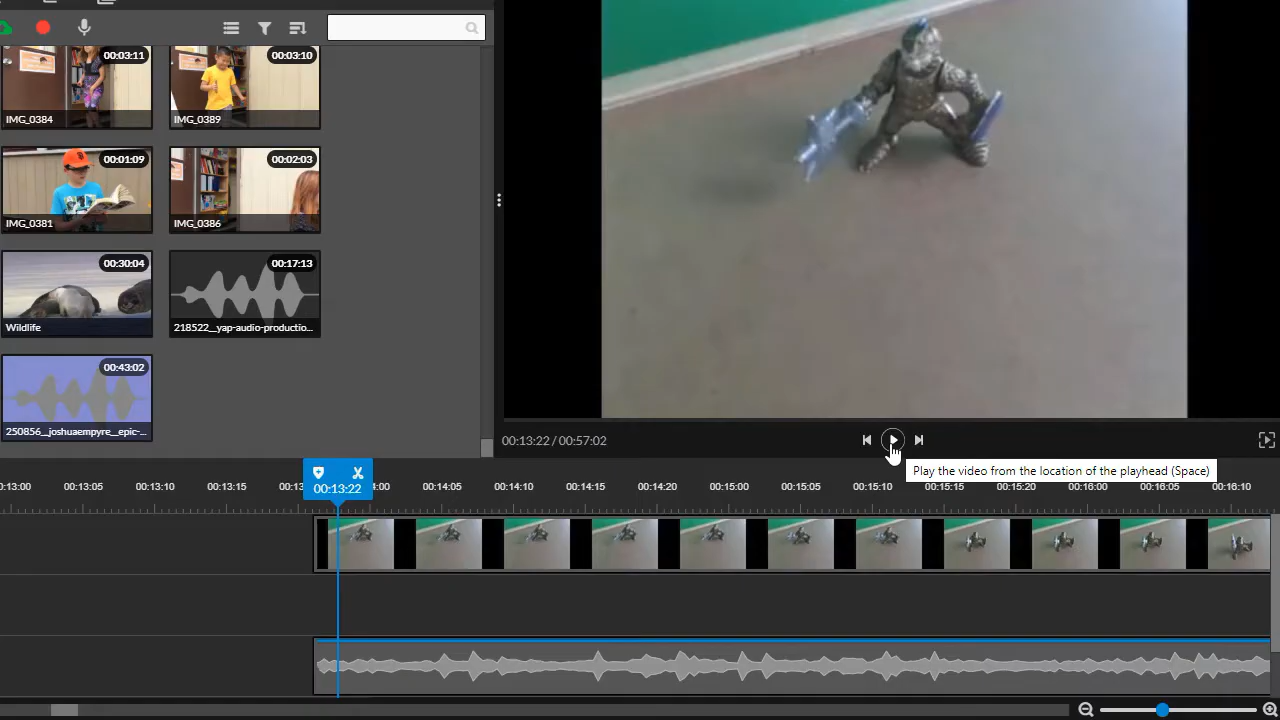 00:03:11
00:03:10
IMG_0384
IMG_0389
00:01:09
00:02:03
IMG_0381
IMG_0386
00:30:04
00:17:13
Wildlife
218522__yap-audio-productio...
00:43:02
250856__joshuaempyre__epic-...
00:13:22 / 00:57:02
Play the video from the location of the playhead (Space)
00:13:22
0:13:00 00:13:05 00:13:10 00:13:15 00:13 4:00 00:14:05 00:14:10 00:14:15 00:14:20 00:15:00 00:15:05 00:15:10 00:15:15 00:15:20 00:16:00 00:16:05 00:16:10